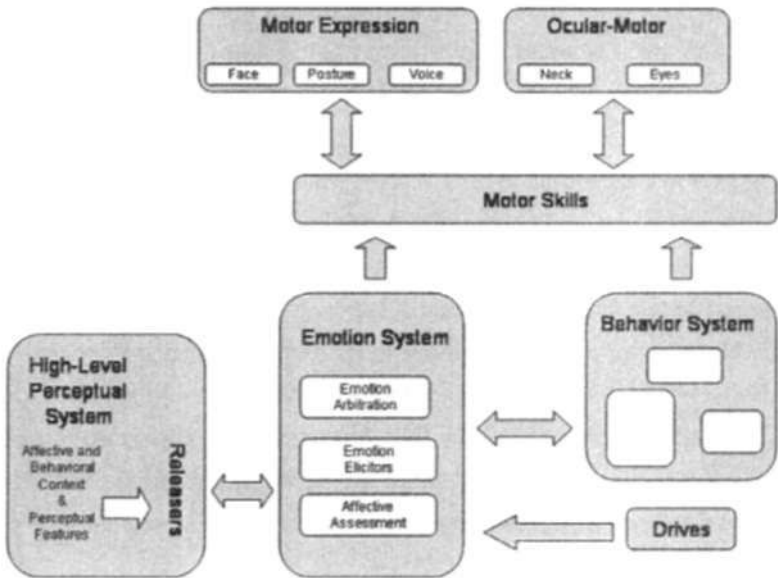 Motor Expression
Face
Posture
Voice
Ocular-Motor
Neck
Eyes
Motor Skills
Emotion System
Emotion
Arbitration
Emotion
Elicitors
Affective
Assessment
Behavior System
High-Level
Perceptual
System
Affective and
Behavioral
Context
&
Perceptual
Features
Releasers
Drives